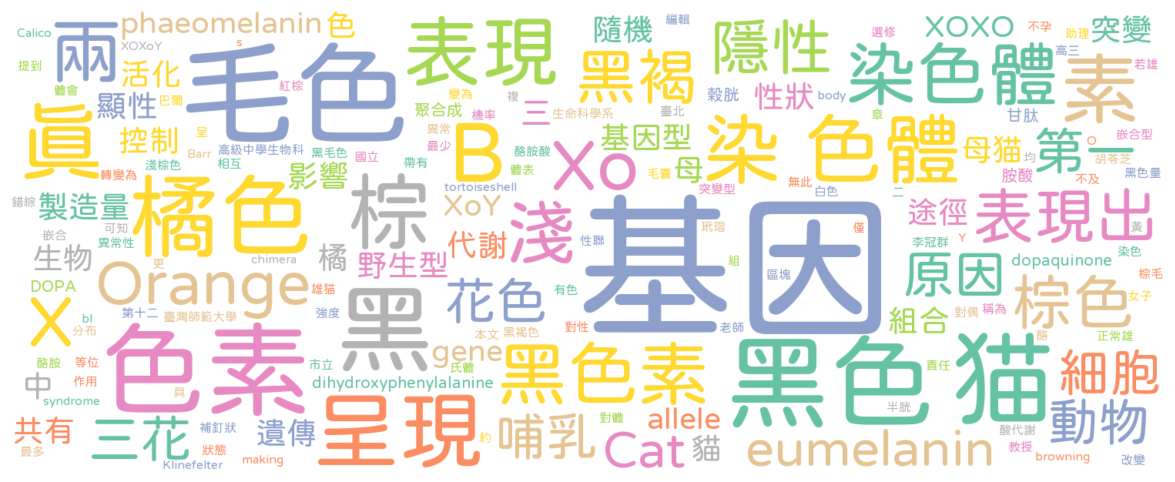 Calico
phaeomelanin
色
表現
隨機
編輯
選修
XOXO
不孕
助理
突變
兩
XOXoY
s
毛色
黑褐
隱性
染色體
高三
素
若雄
提到
體會
活化
巴爾
紅棕
變為
機率
複
三
生命科學系
臺北
穀胱
性狀
body
章
甘肽
真
顯性
聚合成
控制
呈
Barr
高級中學生物科
國立
異常
最少
B
酪胺酸
基因型
染 色體
母猫
第一
O
嵌合型
淺棕色
相互
黑毛色
影響
帶有
體表
毛囊
母
胺酸
均
胡苓芝
轉變為
tortoiseshell
Xo
突變型
無此
白色
二
不及
黑色量
錯綜
製造量
橘色
棕
XoY
淺
基因
途徑
表現出
可知
異常性
嵌合
生物
chimera
橘
野生型
代謝
性聯
玳瑁
組
區塊
僅
李冠群
Y
黃
染色
原因
dopaquinone
DOPA
更
Orange
雄猫
花色
有色
對偶
稱為
棕色
棕毛
女子
X
bl
分布
第十二
臺灣師範大學
強度
黑
本文
黑褐色
對性
老師
組合
正常雄
酪
酪胺
等位
作用
中
色素
市立
gene
氏體
黑色素
黑色猫
責任
細胞
syndrome
員
dihydroxyphenylalanine
半胱
共有
最多
三花
補釘狀
狀態
遺傳
呈現
約
哺乳
對體
allele
Cat
貓
eumelanin
酸代謝
教授
動物
browning
改變
Klinefelter
making